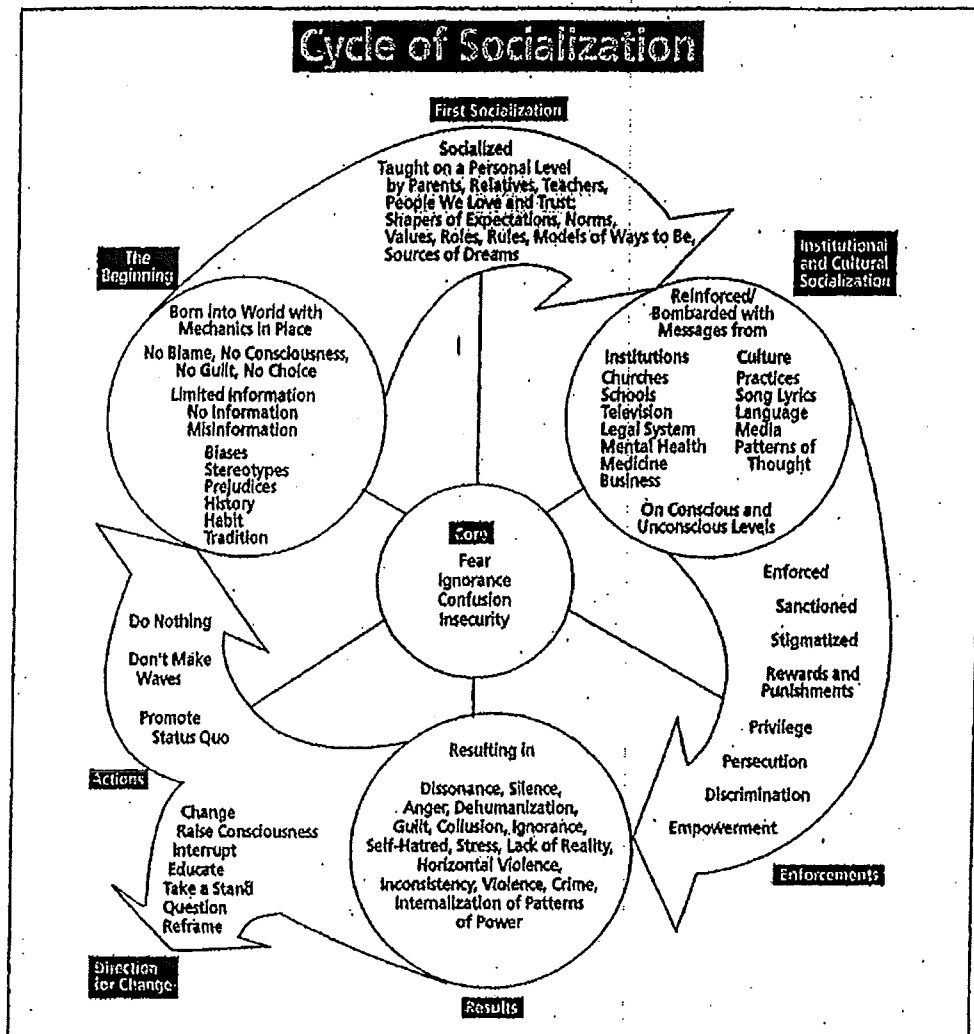 Cycle of Socialization
First Socialization
Socialized
Taught on a Personal Level
by Parents, Relatives, Teachers,
People We Love and Trust:
Shapers of Expectations, Norms,
Values, Roles, Rules, Models of Ways to Be,
Sources of Dreams
The
Beginning
Born into World with
Mechanics in Place
No Blame, No Consciousness,
No Guilt, No Choice
Limited Information
No Information
Misinformation
Biases
Stereotypes
Prejudices
History
Habit
Tradition
Institutional
and Cultural
Socialization
Reinforced/
Bombarded with
Messages from
Institutions
Churches
Schools
Television
Legal System
Mental Health
Medicine
Business
Culture
Practices
Song Lyrics
Language
Media
Patterns of
Thought
On Conscious and
Unconscious Levels
Core
Fear
Ignorance
Confusion
Insecurity
Enforced
Sanctioned
Stigmatized
Rewards and
Punishments
Privilege
Persecution
Discrimination
Empowerment
Enforcements
Resulting in
Dissonance, Silence,
Anger, Dehumanization,
Guilt, Collusion, Ignorance,
Self-Hatred, Stress, Lack of Reality,
Horizontal Violence,
Inconsistency, Violence, Crime,
Internalization of Patterns
of Power
Results
Do Nothing
Don't Make
Waves
Promote
Status Quo
Actions
Change
Raise Consciousness
Interrupt
Educate
Take a Stand
Question
Reframe
Direction
for Change